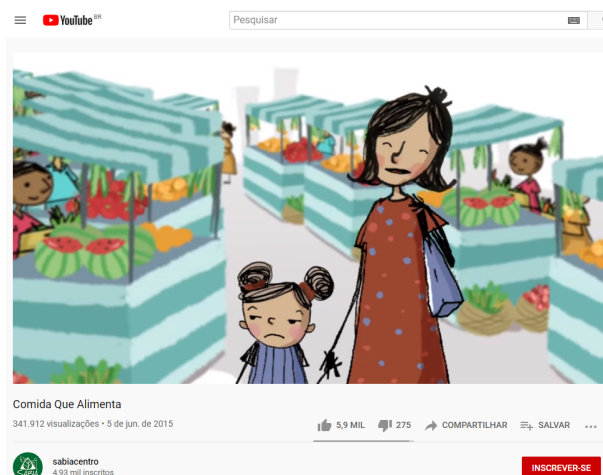 YouTube BR
Pesquisar
Comida Que Alimenta
341.912 visualizações • 5 de jun. de 2015
5,9 MIL
275
COMPARTILHAR
SALVAR
sabiacentro
4,93 mil inscritos
INSCREVER-SE